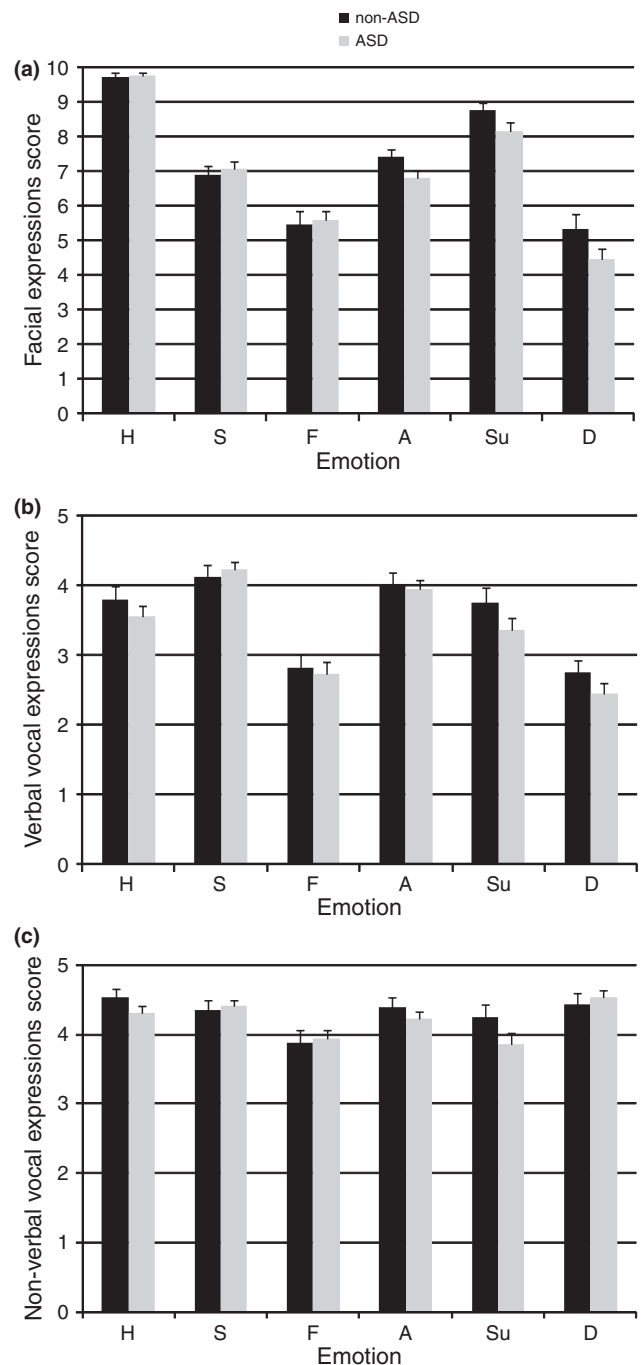 non-ASD
ASD
(a)
Facial expressions score
10
9
8
7
6
5
4
3
2
1
0
H S F A Su D
Emotion
(b)
Verbal vocal expressions score
5
4
3
2
1
0
H S F A Su D
Emotion
(c)
Non-verbal vocal expressions score
5
4
3
2
1
0
H S F A Su D
Emotion